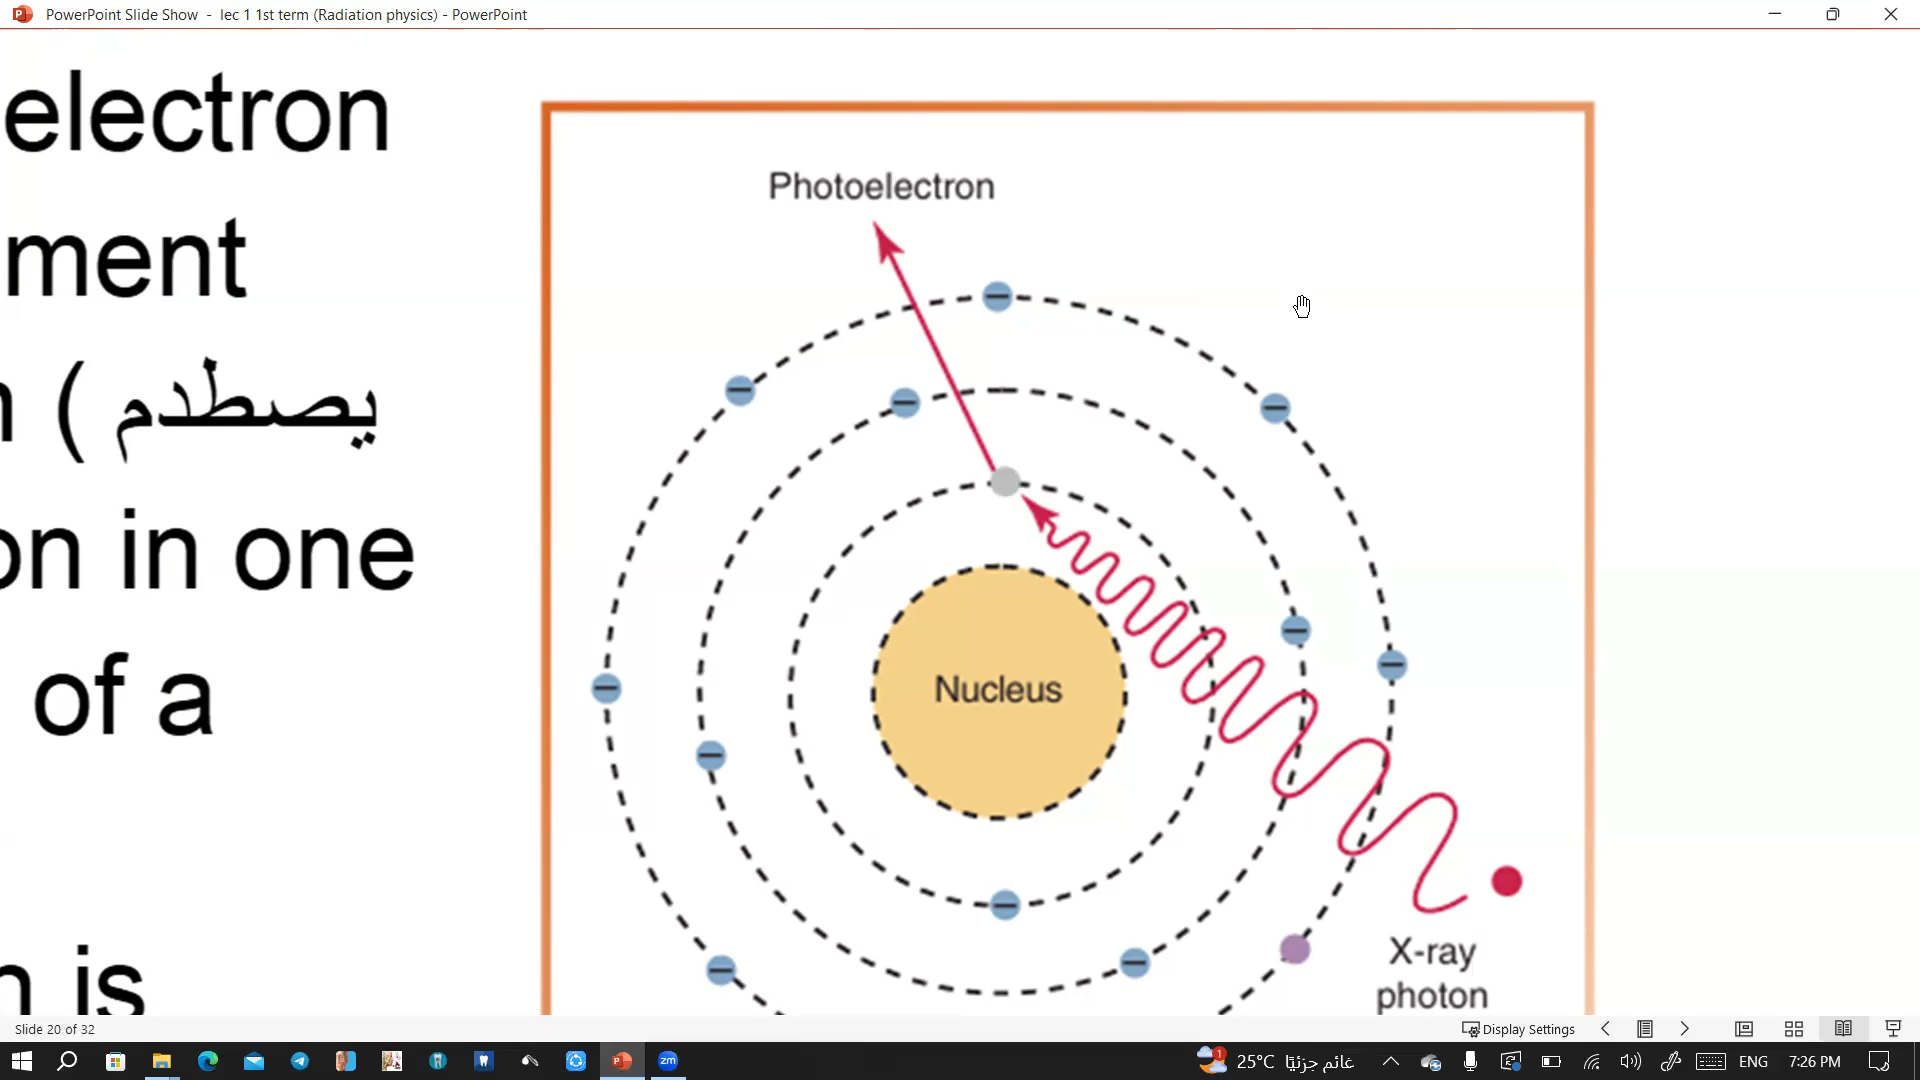 PowerPoint Slide Show - lec 1 1st term (Radiation physics) - PowerPoint
electron
ment
n ( يصطدم
on in one
of a
n is
Photoelectron
Nucleus
X-ray
photon
Slide 20 of 32
Display Settings
25°C غائم جزئيًا
ENG
7:26 PM